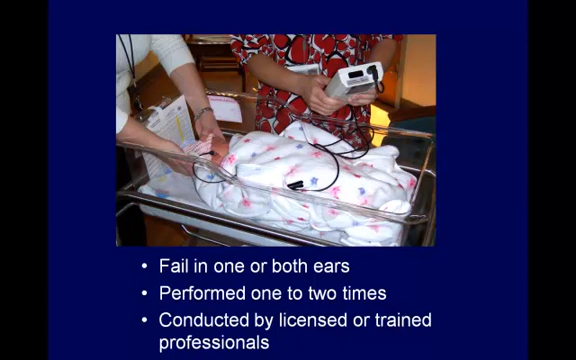 • Fail in one or both ears
• Performed one to two times
• Conducted by licensed or trained
professionals